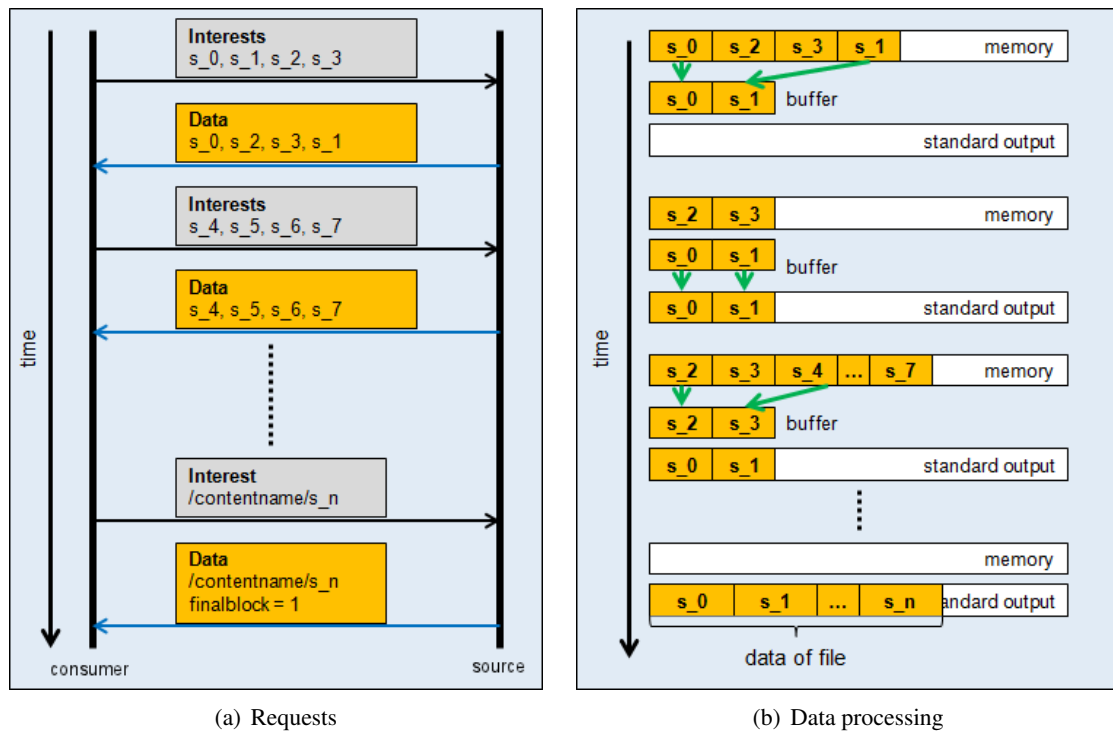 Interests
s_0, s_1, s_2, s_3
Data
s_0, s_2, s_3, s_1
Interests
s_4, s_5, s_6, s_7
Data
s_4, s_5, s_6, s_7
time
Interest
/contentname/s_n
Data
/contentname/s_n
finalblock = 1
consumer
source
(a) Requests
s_0 s_2 s_3 s_1 memory
s_0 s_1 buffer
standard output
s_2 s_3 memory
s_0 s_1 buffer
s_0 s_1 standard output
time
s_2 s_3 s_4 ... s_7 memory
s_2 s_3 buffer
s_0 s_1 standard output
memory
s_0 s_1 ... s_n andard output
data of file
(b) Data processing